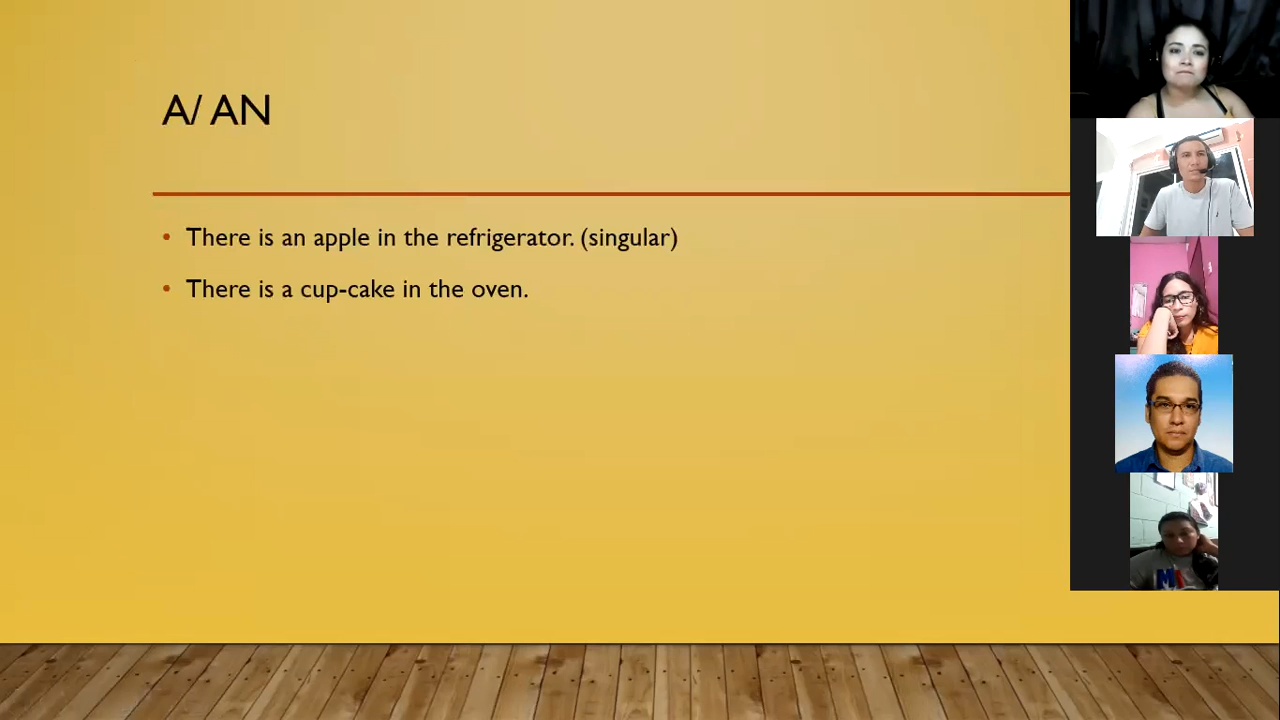 A/ AN
There is an apple in the refrigerator. (singular)
There is a cup-cake in the oven.